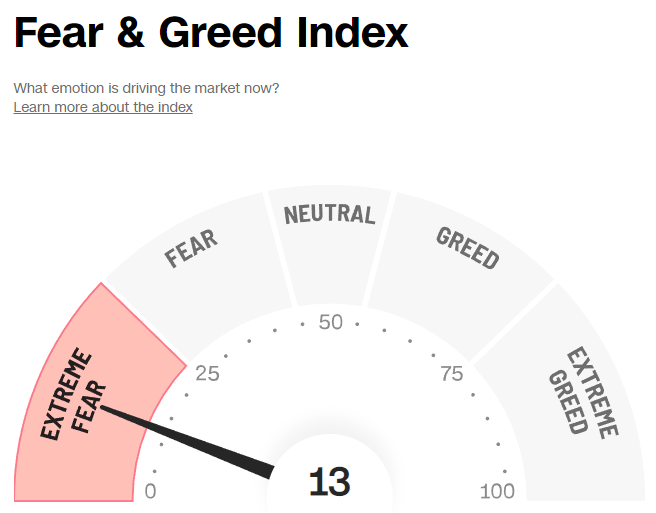 Fear & Greed Index
What emotion is driving the market now?
Learn more about the index
EXTREME
FEAR
FEAR
NEUTRAL
GREED
EXTREME
GREED
0
25
50
75
100
13